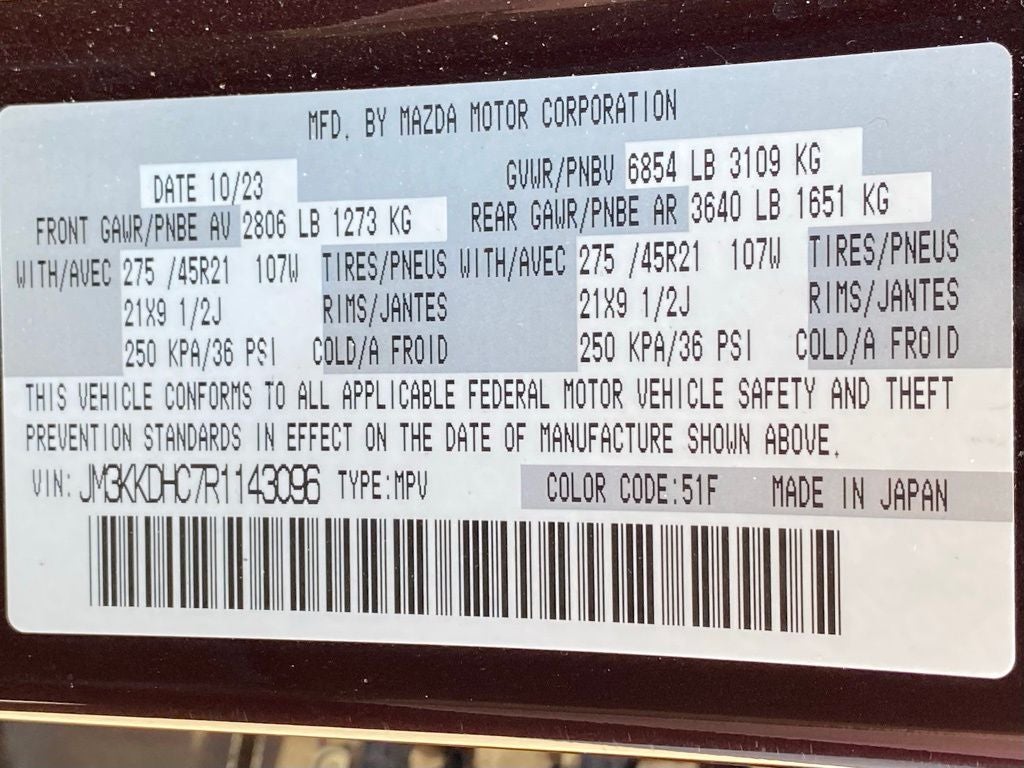 MFD. BY MAZDA MOTOR CORPORATION
DATE 10/23 GVWR/PNBV 6854 LB 3109 KG
FRONT GAWR/PNBE AV 2806 LB 1273 KG REAR GAWR/PNBE AR 3640 LB 1651 KG
WITH/AVEC 275 /45R21 107W TIRES/PNEUS WITH/AVEC 275 /45R21 107W TIRES/PNEUS
21X9 1/2J RIMS/JANTES 21X9 1/2J RIMS/JANTES
250 KPA/36 PSI COLD/A FROID 250 KPA/36 PSI COLD/A FROID
THIS VEHICLE CONFORMS TO ALL APPLICABLE FEDERAL MOTOR VEHICLE SAFETY AND THEFT
PREVENTION STANDARDS IN EFFECT ON THE DATE OF MANUFACTURE SHOWN ABOVE.
VIN: JM3KKDHC7R1143096 TYPE:MPV COLOR CODE:51F MADE IN JAPAN